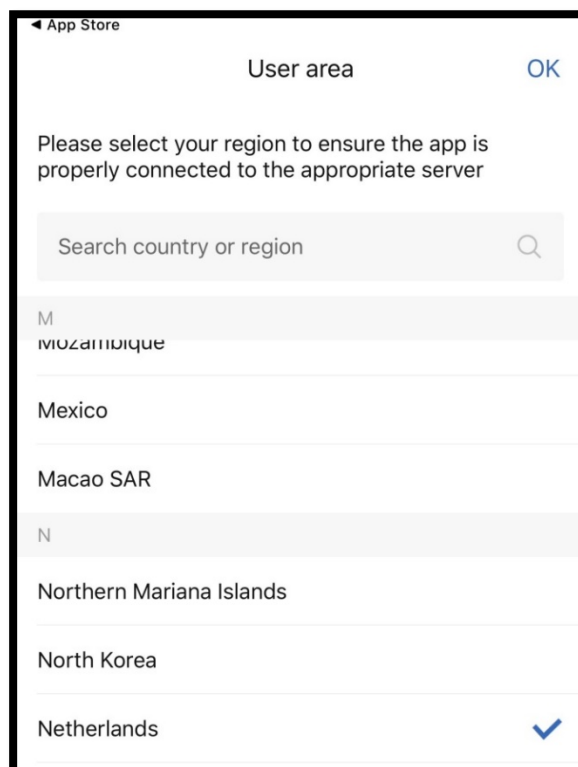 ◀ App Store
User area
OK
Please select your region to ensure the app is
properly connected to the appropriate server
Search country or region
M
Mozambique
Mexico
Macao SAR
N
Northern Mariana Islands
North Korea
Netherlands